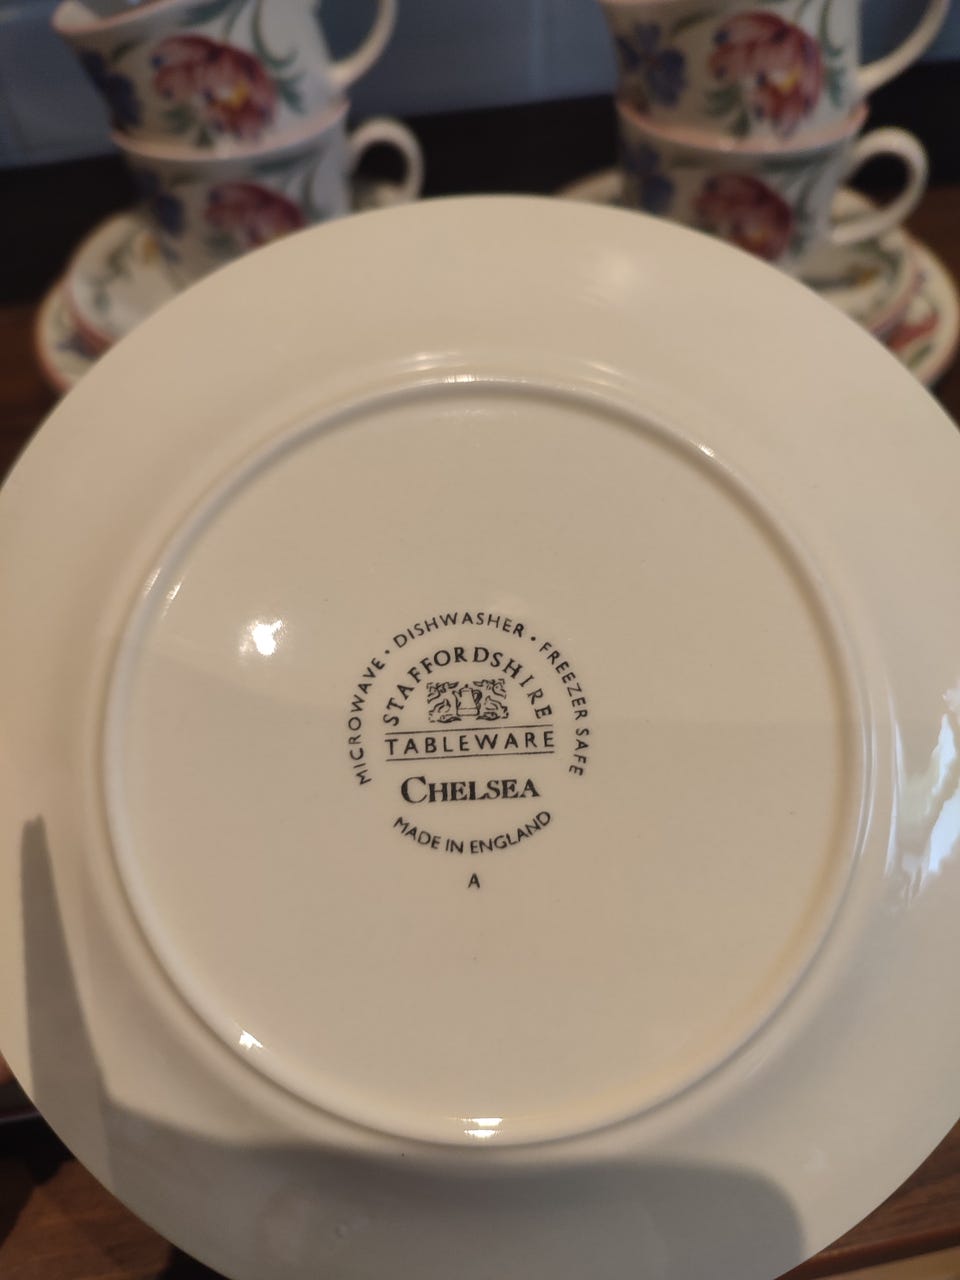 MICROWAVE · DISHWASHER · FREEZER SAFE
STAFFORDSHIRE
TABLEWARE
CHELSEA
MADE IN ENGLAND
A